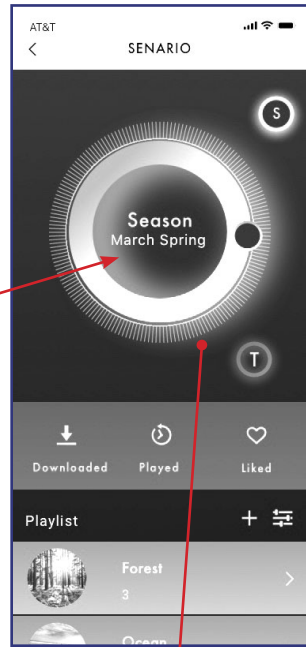 AT&T
SENARIO
S
Season
March Spring
T
Downloaded Played Liked
Playlist
Forest
3
Ocean